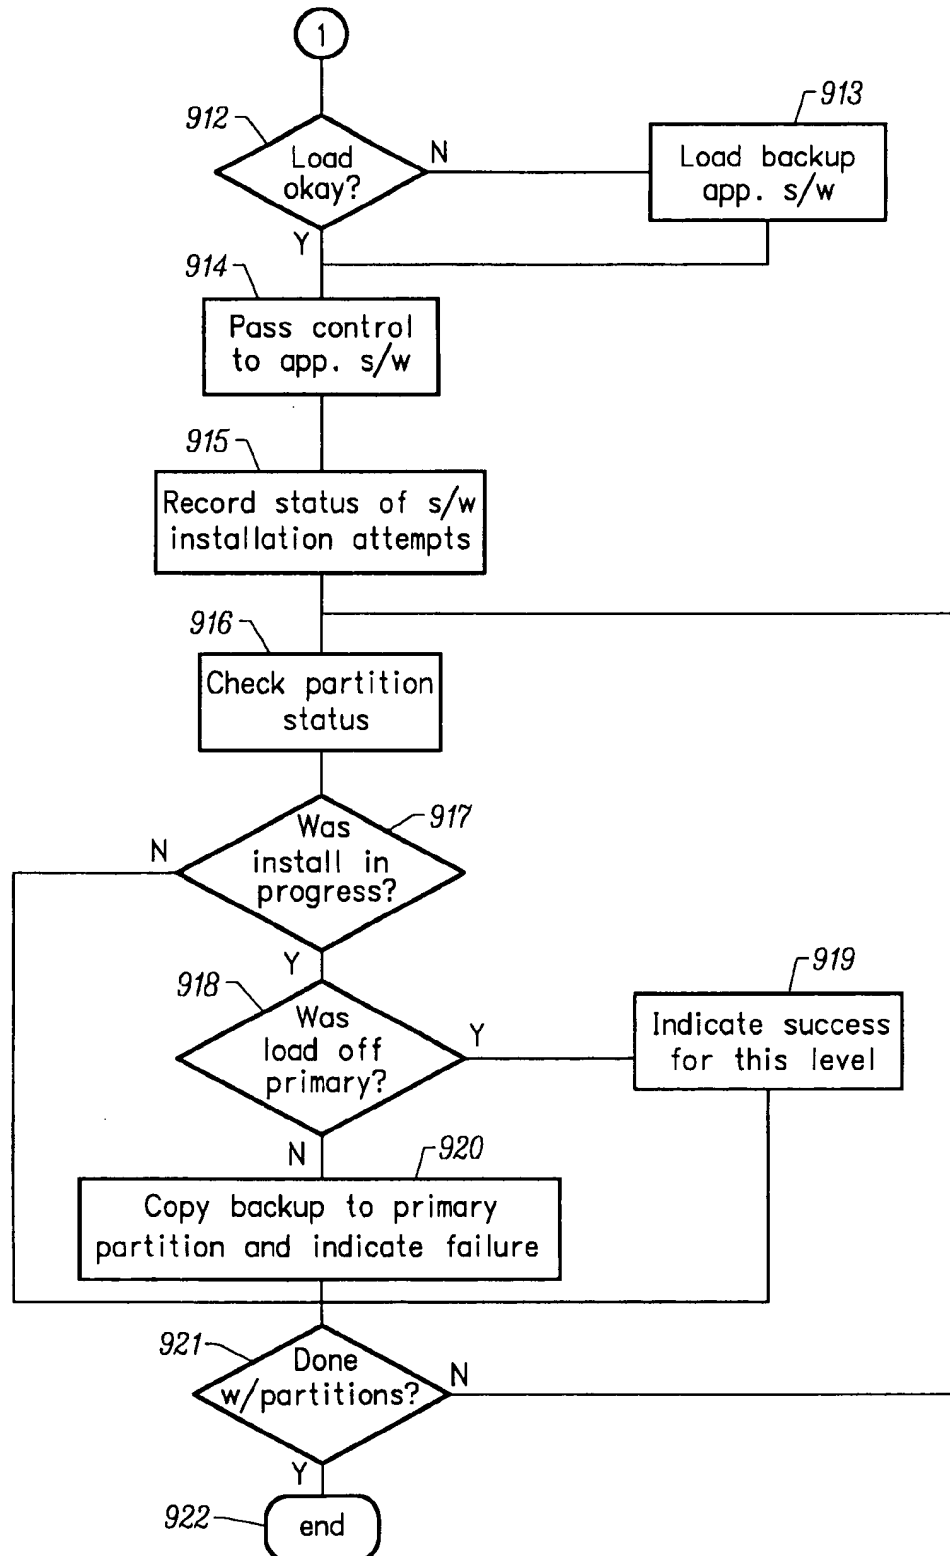 1
912
Load
okay?
N
Y
913
Load backup
app. s/w
914
Pass control
to app. s/w
915
Record status of s/w
installation attempts
916
Check partition
status
917
Was
install in
progress?
N
Y
918
Was
load off
primary?
Y
N
919
Indicate success
for this level
920
Copy backup to primary
partition and indicate failure
921
Done
w/partitions?
N
Y
922
end